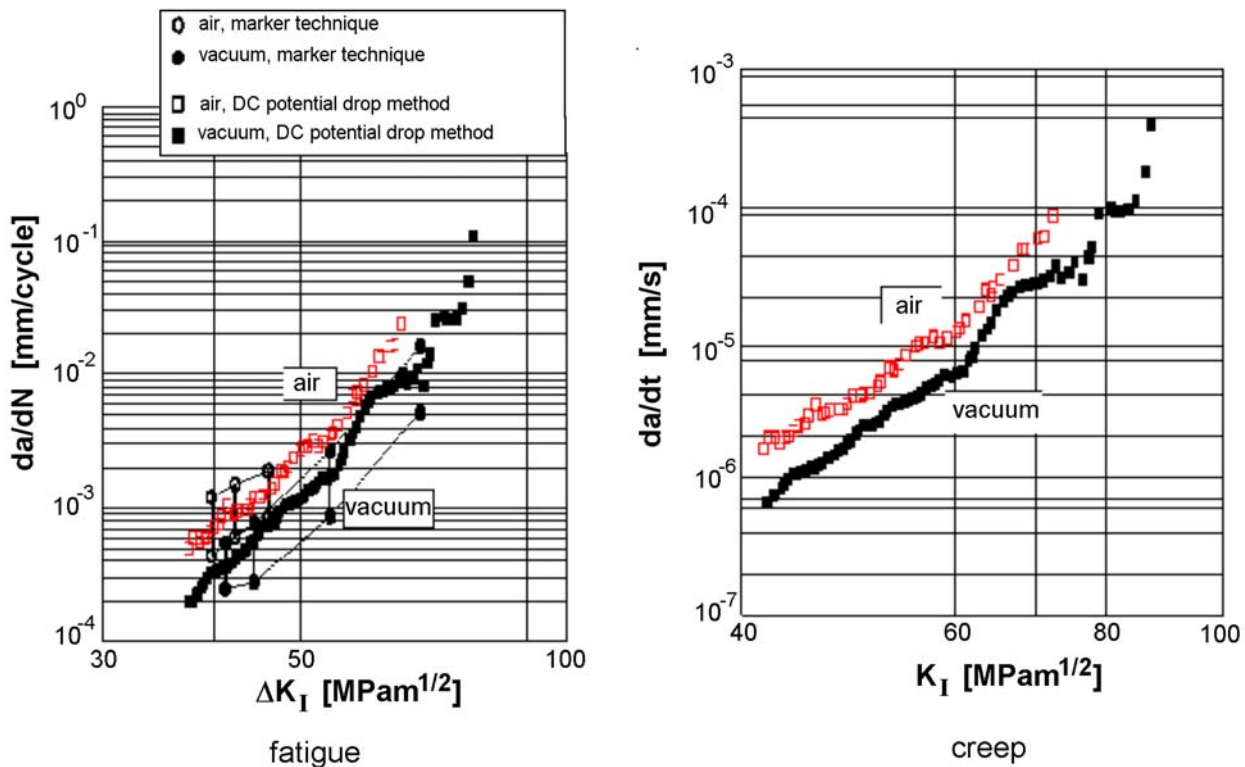 air, marker technique
vacuum, marker technique
air, DC potential drop method
vacuum, DC potential drop method
da/dN [mm/cycle]
10⁰
10⁻¹
10⁻²
10⁻³
10⁻⁴
air
vacuum
30 50 100
ΔK_I [MPam^1/2]
fatigue
da/dt [mm/s]
10⁻³
10⁻⁴
10⁻⁵
10⁻⁶
10⁻⁷
air
vacuum
40 60 80 100
K_I [MPam^1/2]
creep